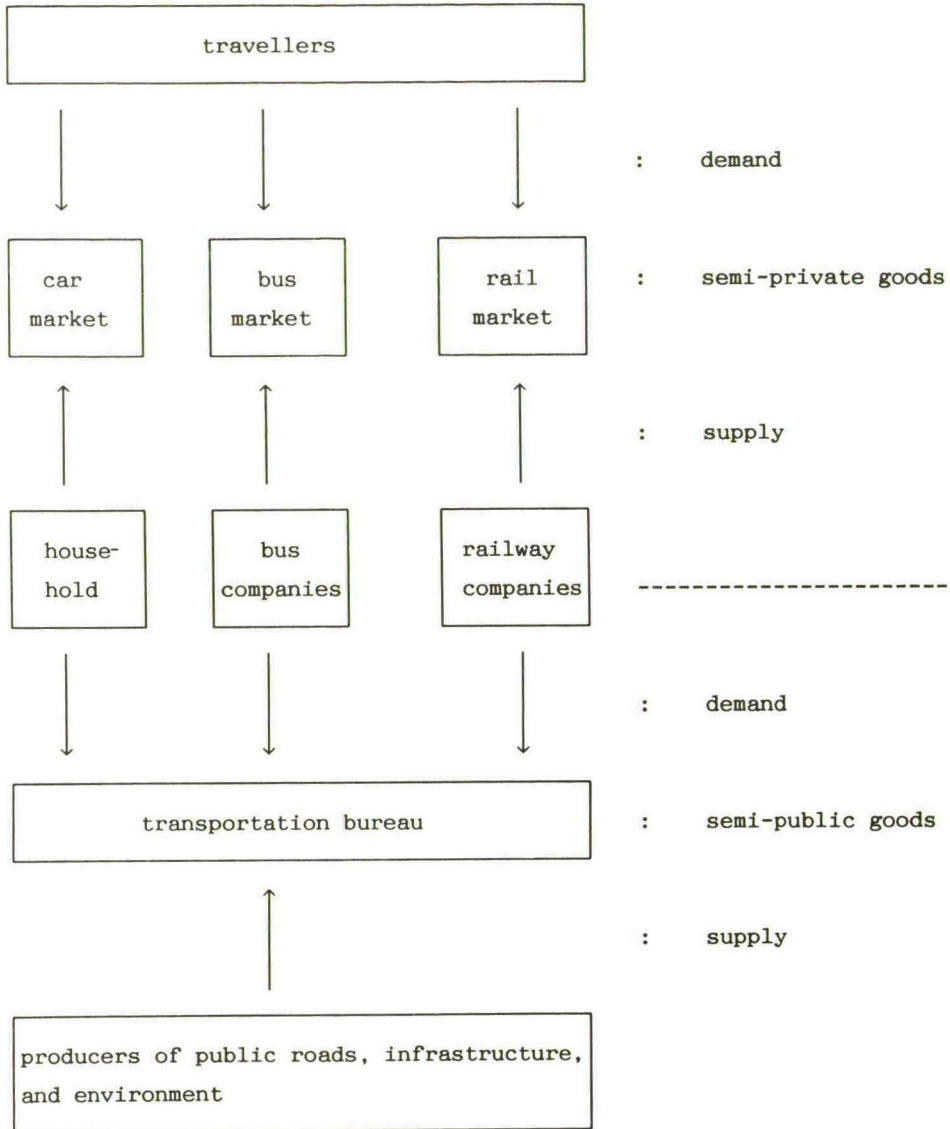 travellers
: demand
car bus rail : semi-private goods
market market market
: supply
house- bus railway
hold companies companies
------------------------
: demand
transportation bureau : semi-public goods
: supply
producers of public roads, infrastructure,
and environment